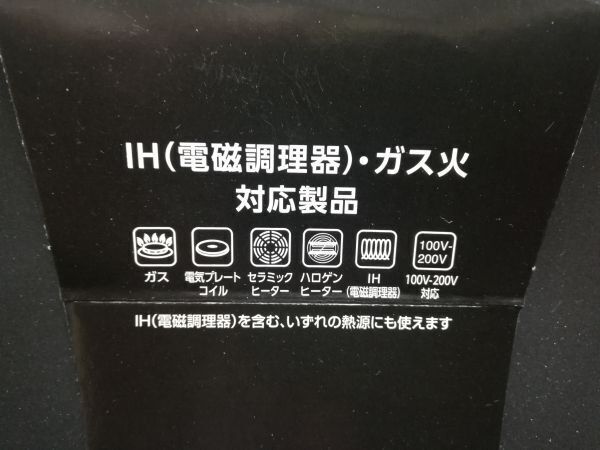 IH(電磁調理器)・ガス火
対応製品
100V-
200V
ガス
電気プレート
コイル
セラミック
ヒーター
ハロゲン
ヒーター
IH
(電磁調理器)
100V-200V
対応
IH(電磁調理器)を含む、いずれの熱源にも使えます